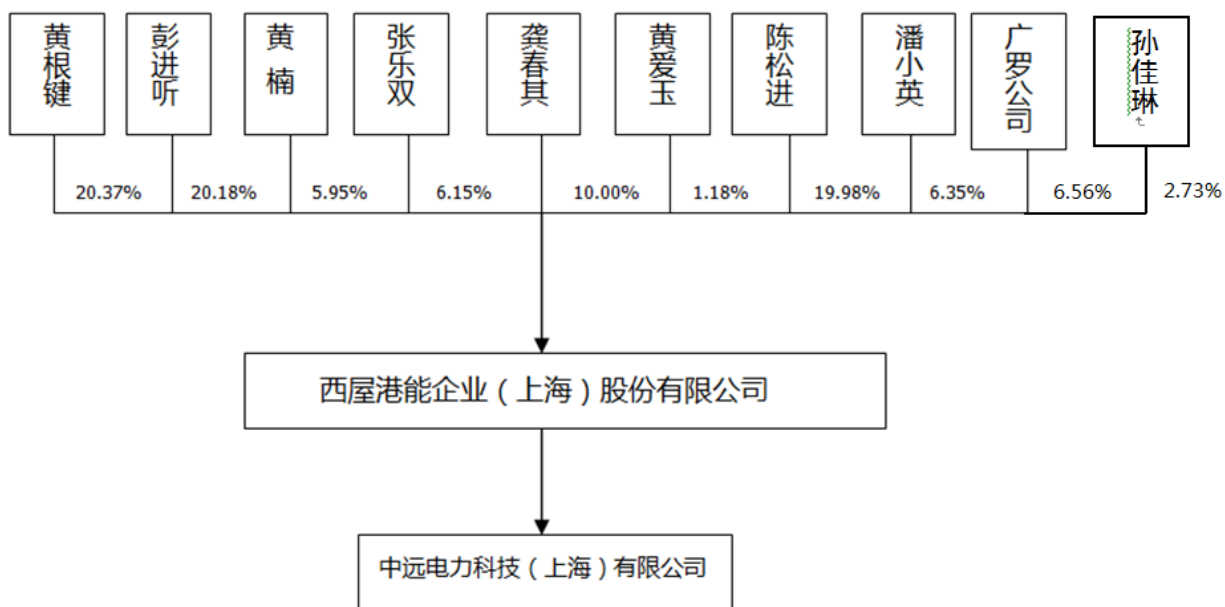 黄根键
彭进听
黄楠
张乐双
龚春其
黄爱玉
陈松进
潘小英
广罗公司
孙佳琳
20.37%
20.18%
5.95%
6.15%
10.00%
1.18%
19.98%
6.35%
6.56%
2.73%
西屋港能企业（上海）股份有限公司
中远电力科技（上海）有限公司